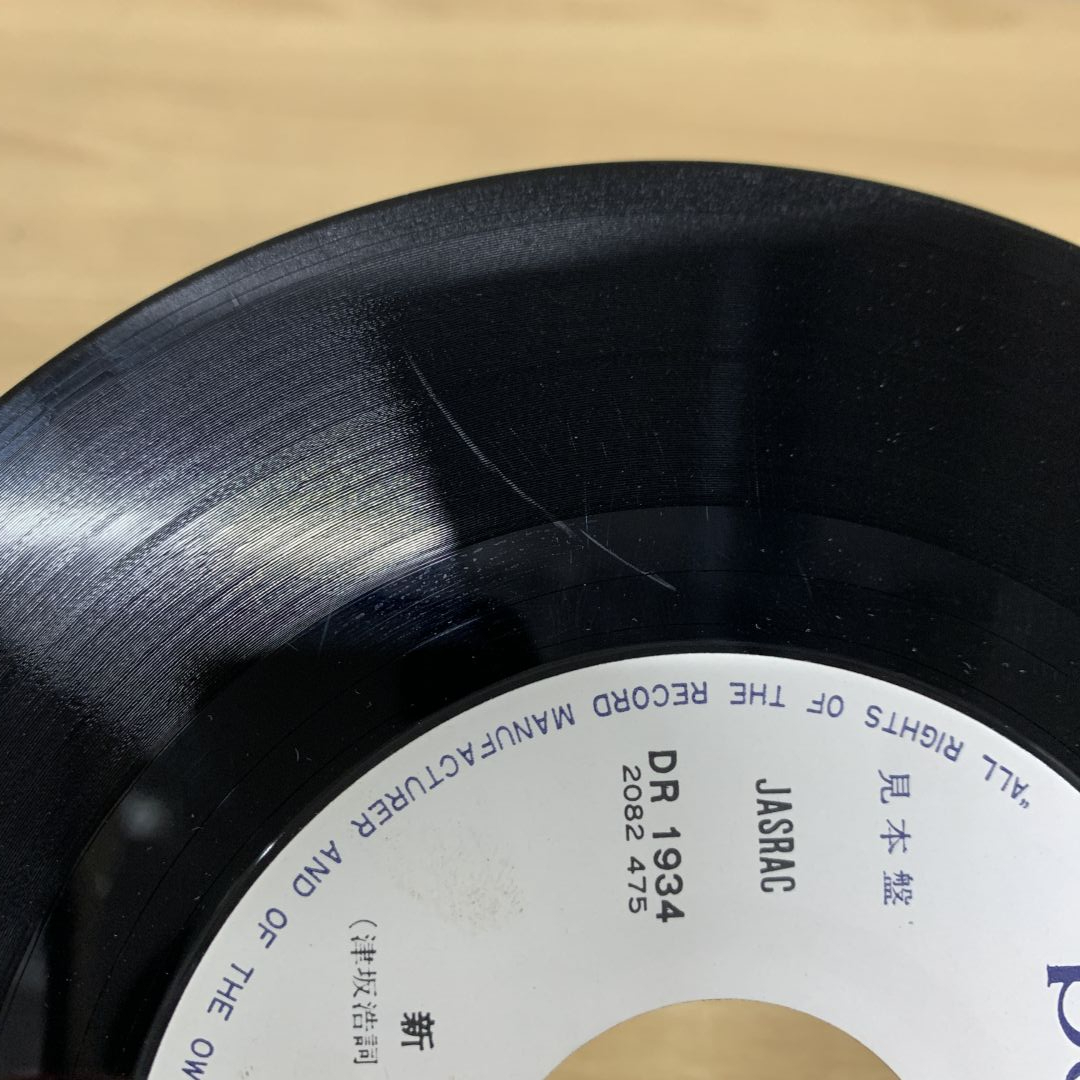 "ALL RIGHTS OF THE RECORD MANUFACTURER AND OF THE OW
見本盤
JASRAC
DR 1934
2082 475
新
(津坂浩詞